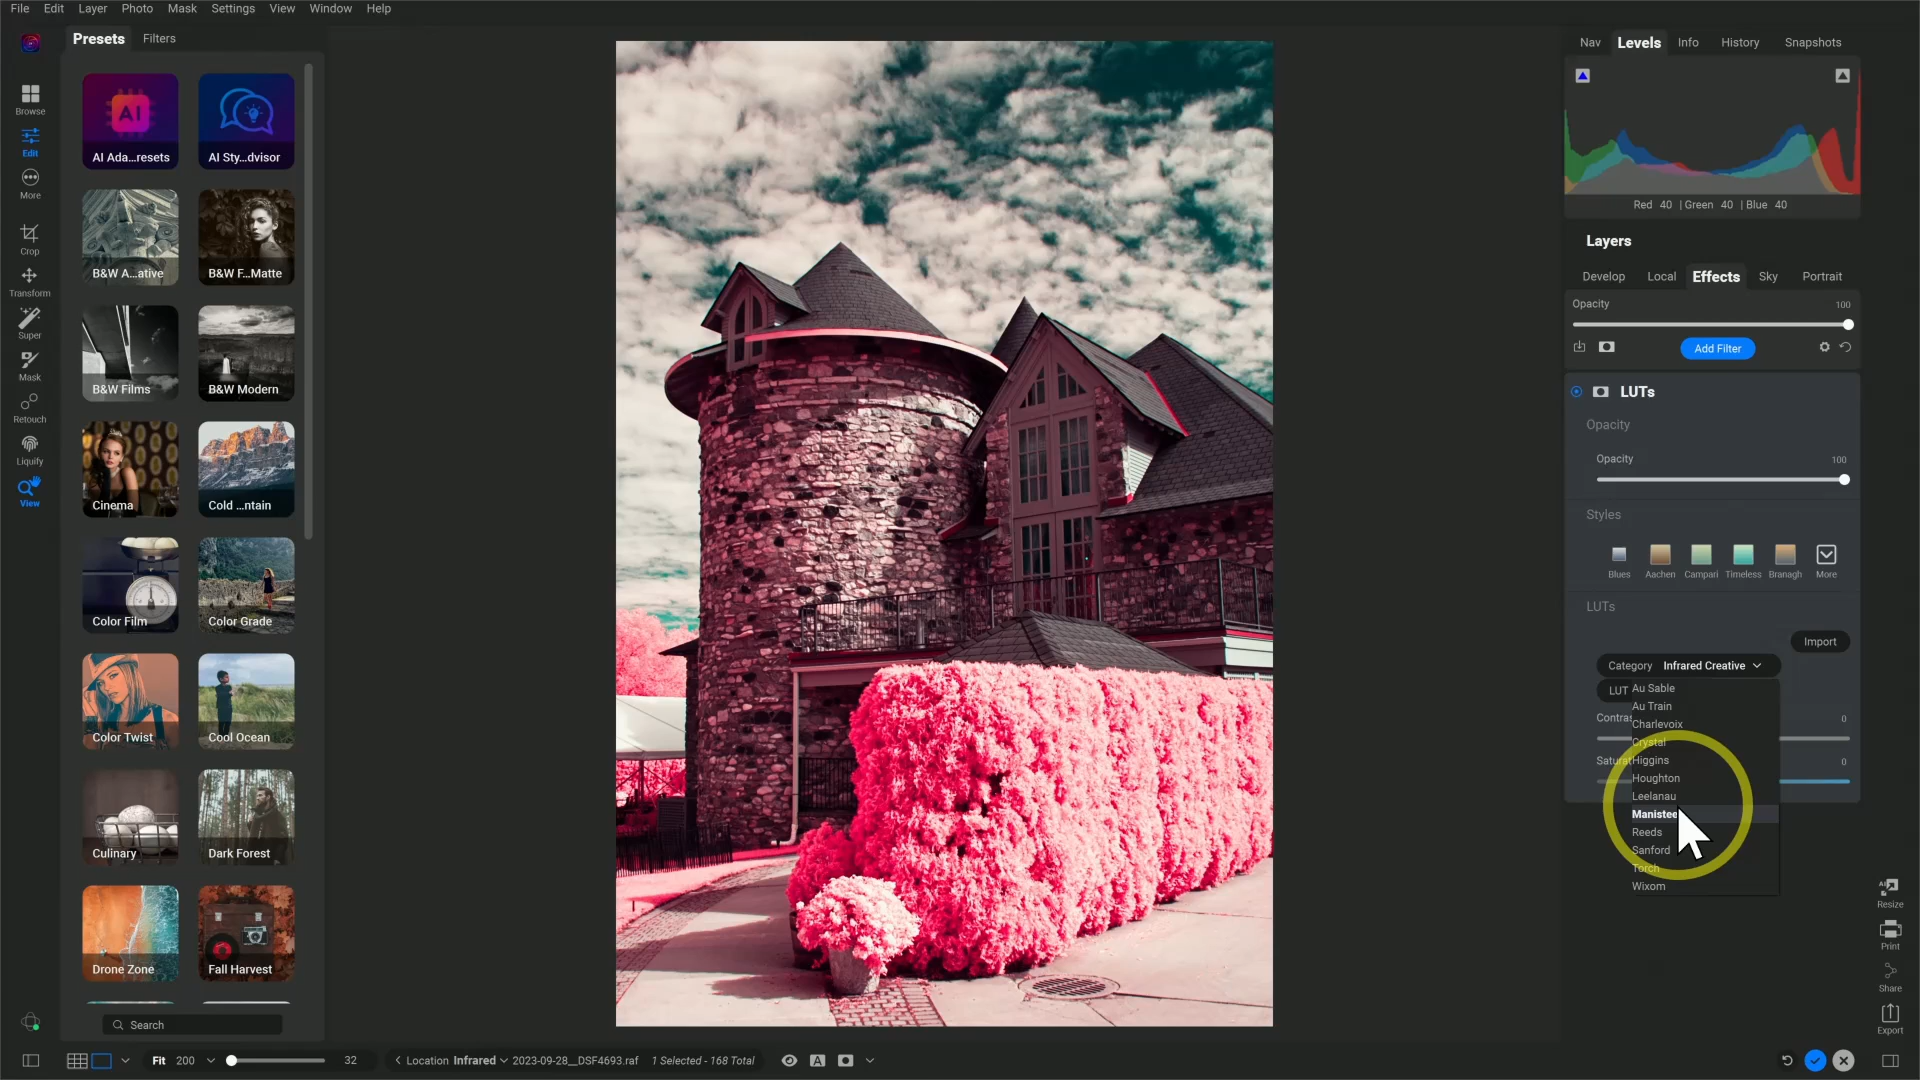 File Edit Layer Photo Mask Settings View Window Help
Presets Filters
Browse
Edit
More
Crop
Transform
Super
Mask
Retouch
Liquify
View
AI
AI Ada...resets AI Sty...dvisor
B&W A...ative B&W F...Matte
B&W Films B&W Modern
Cinema Cold ...ntain
Color Film Color Grade
Color Twist Cool Ocean
Culinary Dark Forest
Drone Zone Fall Harvest
Search
Fit 200 32
Location Infrared 2023-09-28__DSF4693.raf 1 Selected - 168 Total
A
Nav Levels Info History Snapshots
Red 40 | Green 40 | Blue 40
Layers
Develop Local Effects Sky Portrait
Opacity 100
Add Filter
LUTs
Opacity
Opacity 100
Styles
Blues Aachen Campari Timeless Branagh More
LUTs
Import
Category Infrared Creative
LUT
Au Sable
Au Train
Contras 0
Charlevoix
Crystal
Saturat 0
Higgins
Houghton
Leelanau
Manistee
Reeds
Sanford
Torch
Wixom
AI
Resize
Print
Share
Export